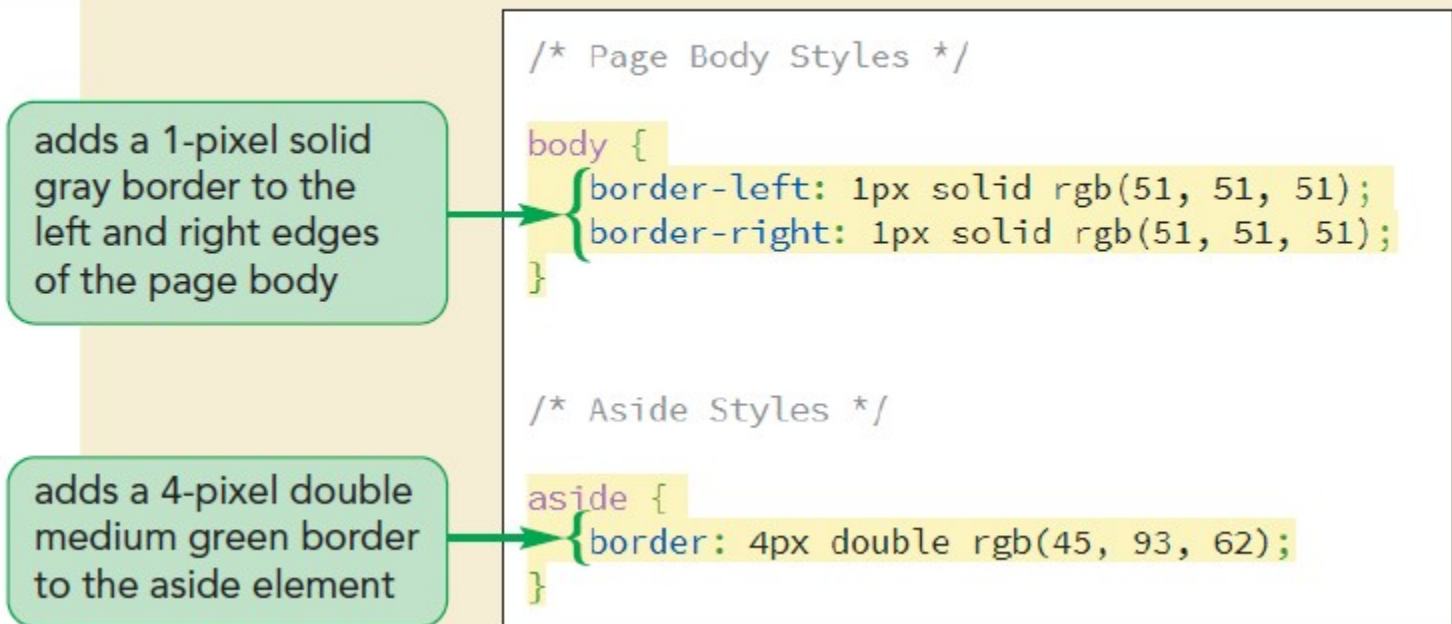 /* Page Body Styles */
adds a 1-pixel solid
gray border to the
left and right edges
of the page body
body {
border-left: 1px solid rgb(51, 51, 51);
border-right: 1px solid rgb(51, 51, 51);
}
/* Aside Styles */
adds a 4-pixel double
medium green border
to the aside element
aside {
border: 4px double rgb(45, 93, 62);
}